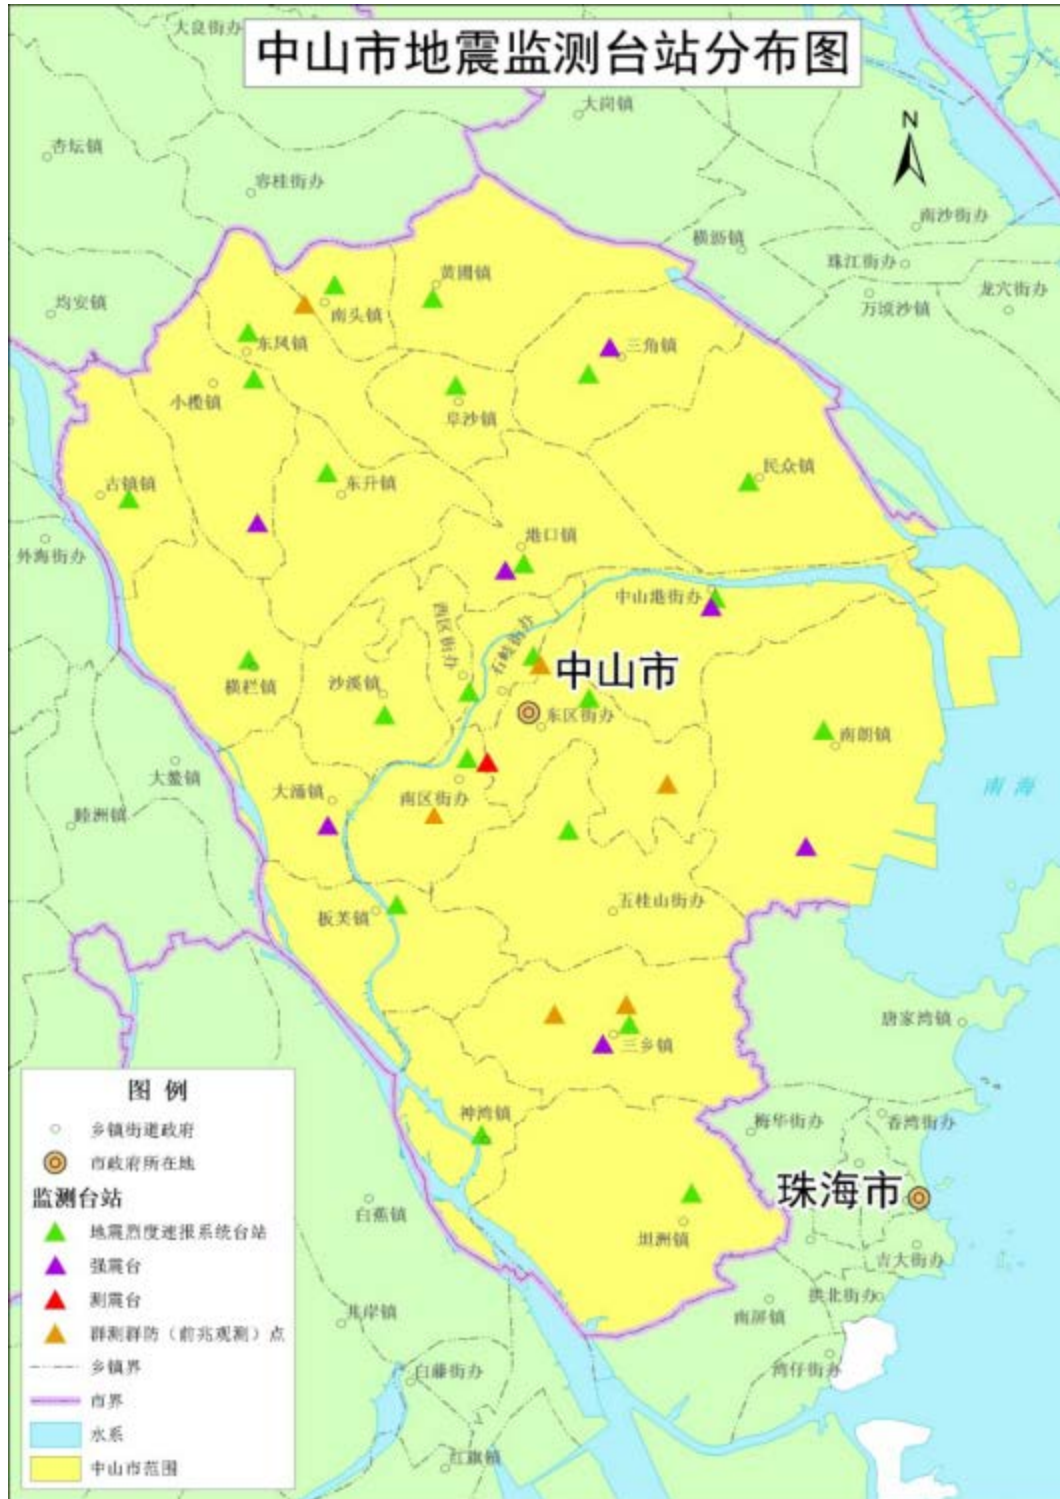 中山市地震监测台站分布图
大良街办
大岗镇
N
杏坛镇
容桂街办
南沙街办
横沥镇
珠江街办
黄圃镇
龙穴街办
均安镇
万顷沙镇
南头镇
东凤镇
三角镇
小榄镇
阜沙镇
民众镇
古镇镇
东升镇
港口镇
外海街办
中山港街办
西区街办
石岐街办
中山市
横栏镇
沙溪镇
东区街办
南朗镇
大鳌镇
大涌镇
南区街办
南海
睦洲镇
五桂山街办
板芙镇
唐家湾镇
三乡镇
神湾镇
梅华街办
香湾街办
珠海市
白蕉镇
坦洲镇
吉大街办
拱北街办
井岸镇
南屏镇
白藤街办
湾仔街办
红旗镇
图例
乡镇街道政府
市政府所在地
监测台站
地震烈度速报系统台站
强震台
测震台
群测群防（前兆观测）点
乡镇界
市界
水系
中山市范围